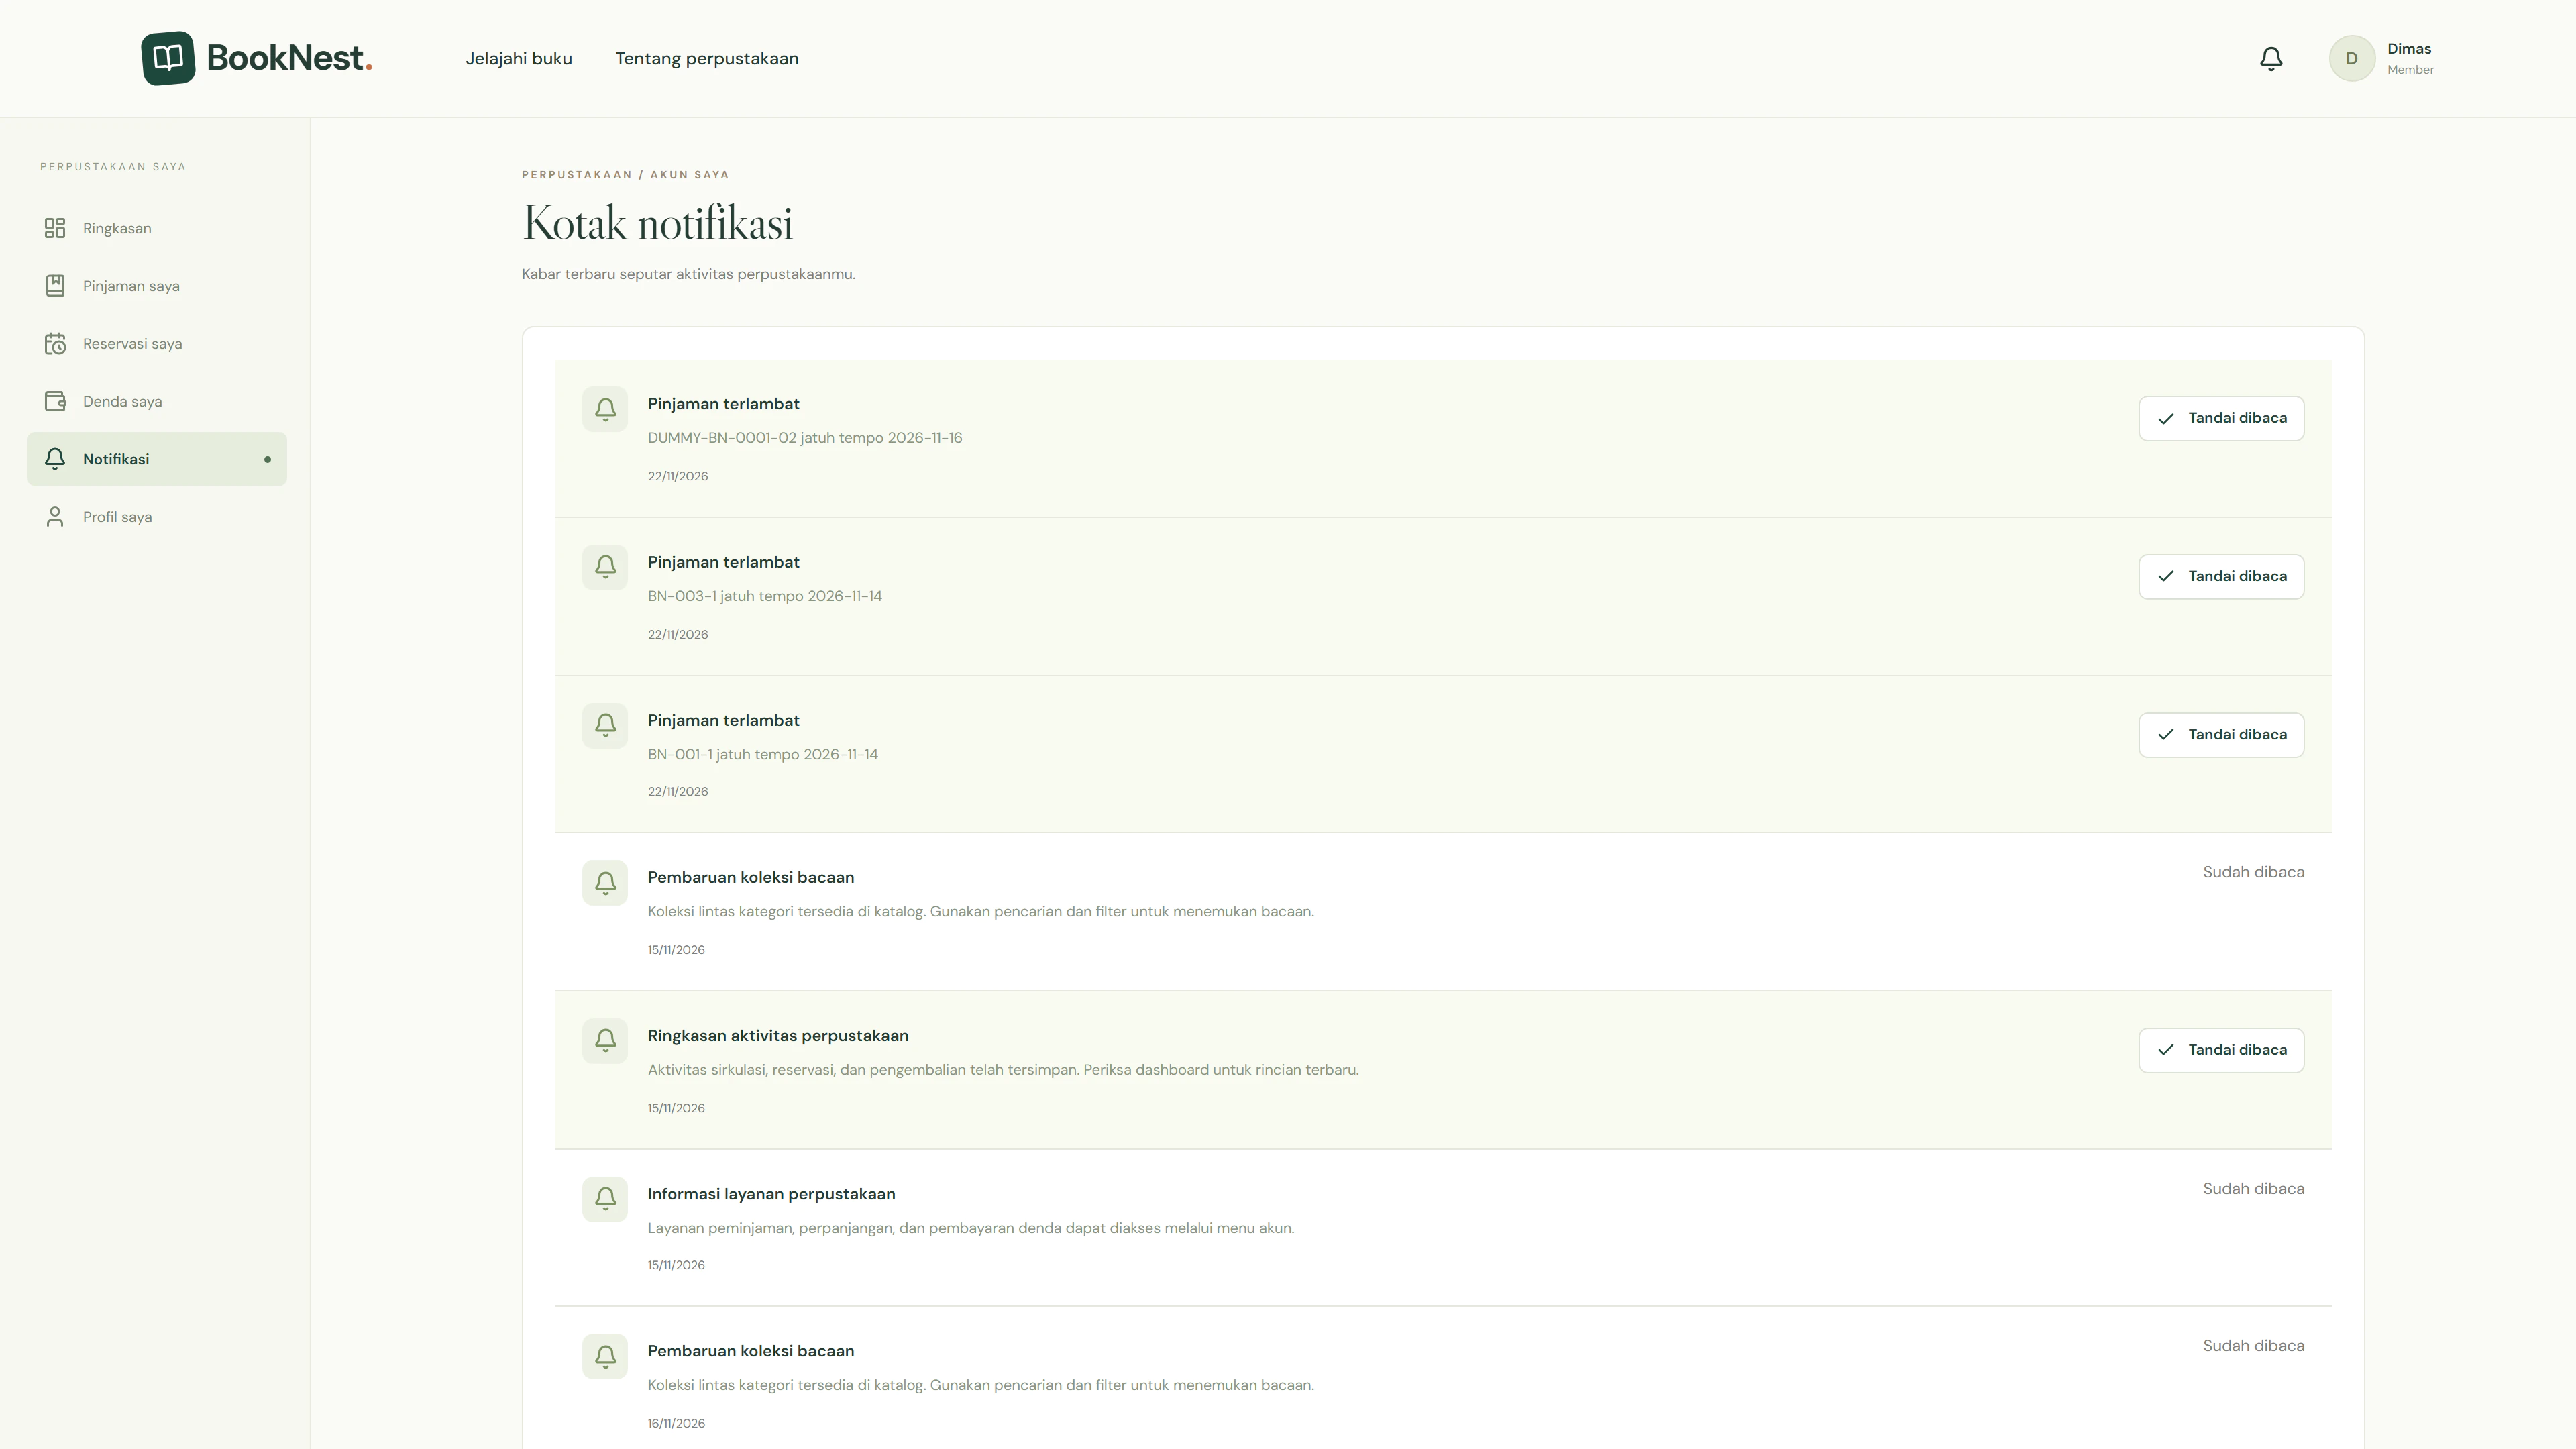 BookNest.
Jelajahi buku
Tentang perpustakaan
D
Dimas
Member
PERPUSTAKAAN SAYA
Ringkasan
Pinjaman saya
Reservasi saya
Denda saya
Notifikasi
Profil saya
PERPUSTAKAAN / AKUN SAYA
Kotak notifikasi
Kabar terbaru seputar aktivitas perpustakaanmu.
Pinjaman terlambat
DUMMY-BN-0001-02 jatuh tempo 2026-11-16
22/11/2026
Tandai dibaca
Pinjaman terlambat
BN-003-1 jatuh tempo 2026-11-14
22/11/2026
Tandai dibaca
Pinjaman terlambat
BN-001-1 jatuh tempo 2026-11-14
22/11/2026
Tandai dibaca
Pembaruan koleksi bacaan
Koleksi lintas kategori tersedia di katalog. Gunakan pencarian dan filter untuk menemukan bacaan.
15/11/2026
Sudah dibaca
Ringkasan aktivitas perpustakaan
Aktivitas sirkulasi, reservasi, dan pengembalian telah tersimpan. Periksa dashboard untuk rincian terbaru.
15/11/2026
Tandai dibaca
Informasi layanan perpustakaan
Layanan peminjaman, perpanjangan, dan pembayaran denda dapat diakses melalui menu akun.
15/11/2026
Sudah dibaca
Pembaruan koleksi bacaan
Koleksi lintas kategori tersedia di katalog. Gunakan pencarian dan filter untuk menemukan bacaan.
16/11/2026
Sudah dibaca